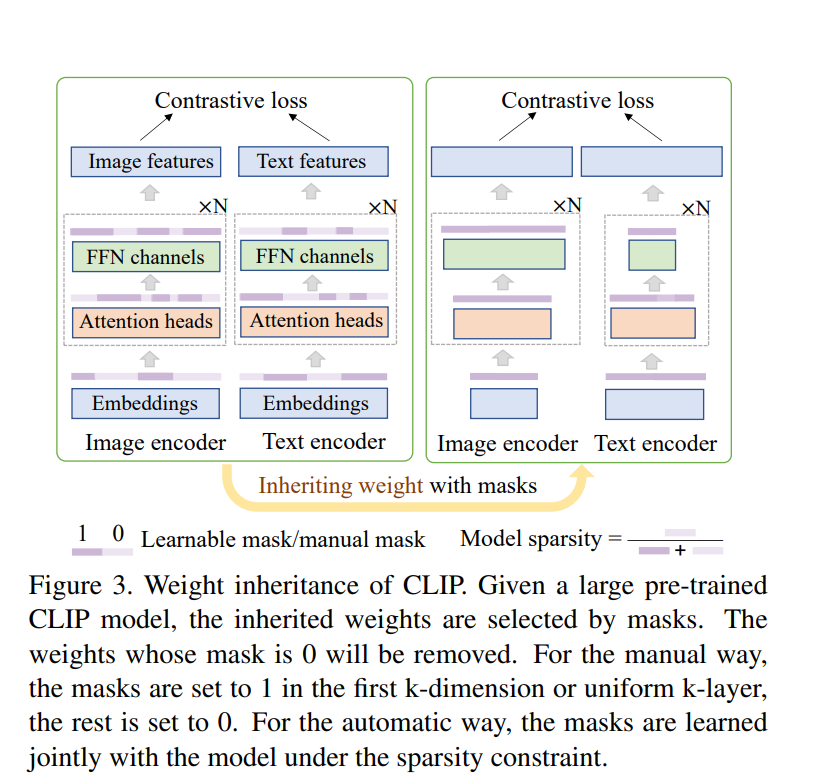 Contrastive loss
Contrastive loss
Image features
Text features
×N
×N
×N
×N
FFN channels
FFN channels
Attention heads
Attention heads
Embeddings
Embeddings
Image encoder
Text encoder
Image encoder
Text encoder
Inheriting weight with masks
1 0 Learnable mask/manual mask
Model sparsity =
+
Figure 3. Weight inheritance of CLIP. Given a large pre-trained
CLIP model, the inherited weights are selected by masks. The
weights whose mask is 0 will be removed. For the manual way,
the masks are set to 1 in the first k-dimension or uniform k-layer,
the rest is set to 0. For the automatic way, the masks are learned
jointly with the model under the sparsity constraint.